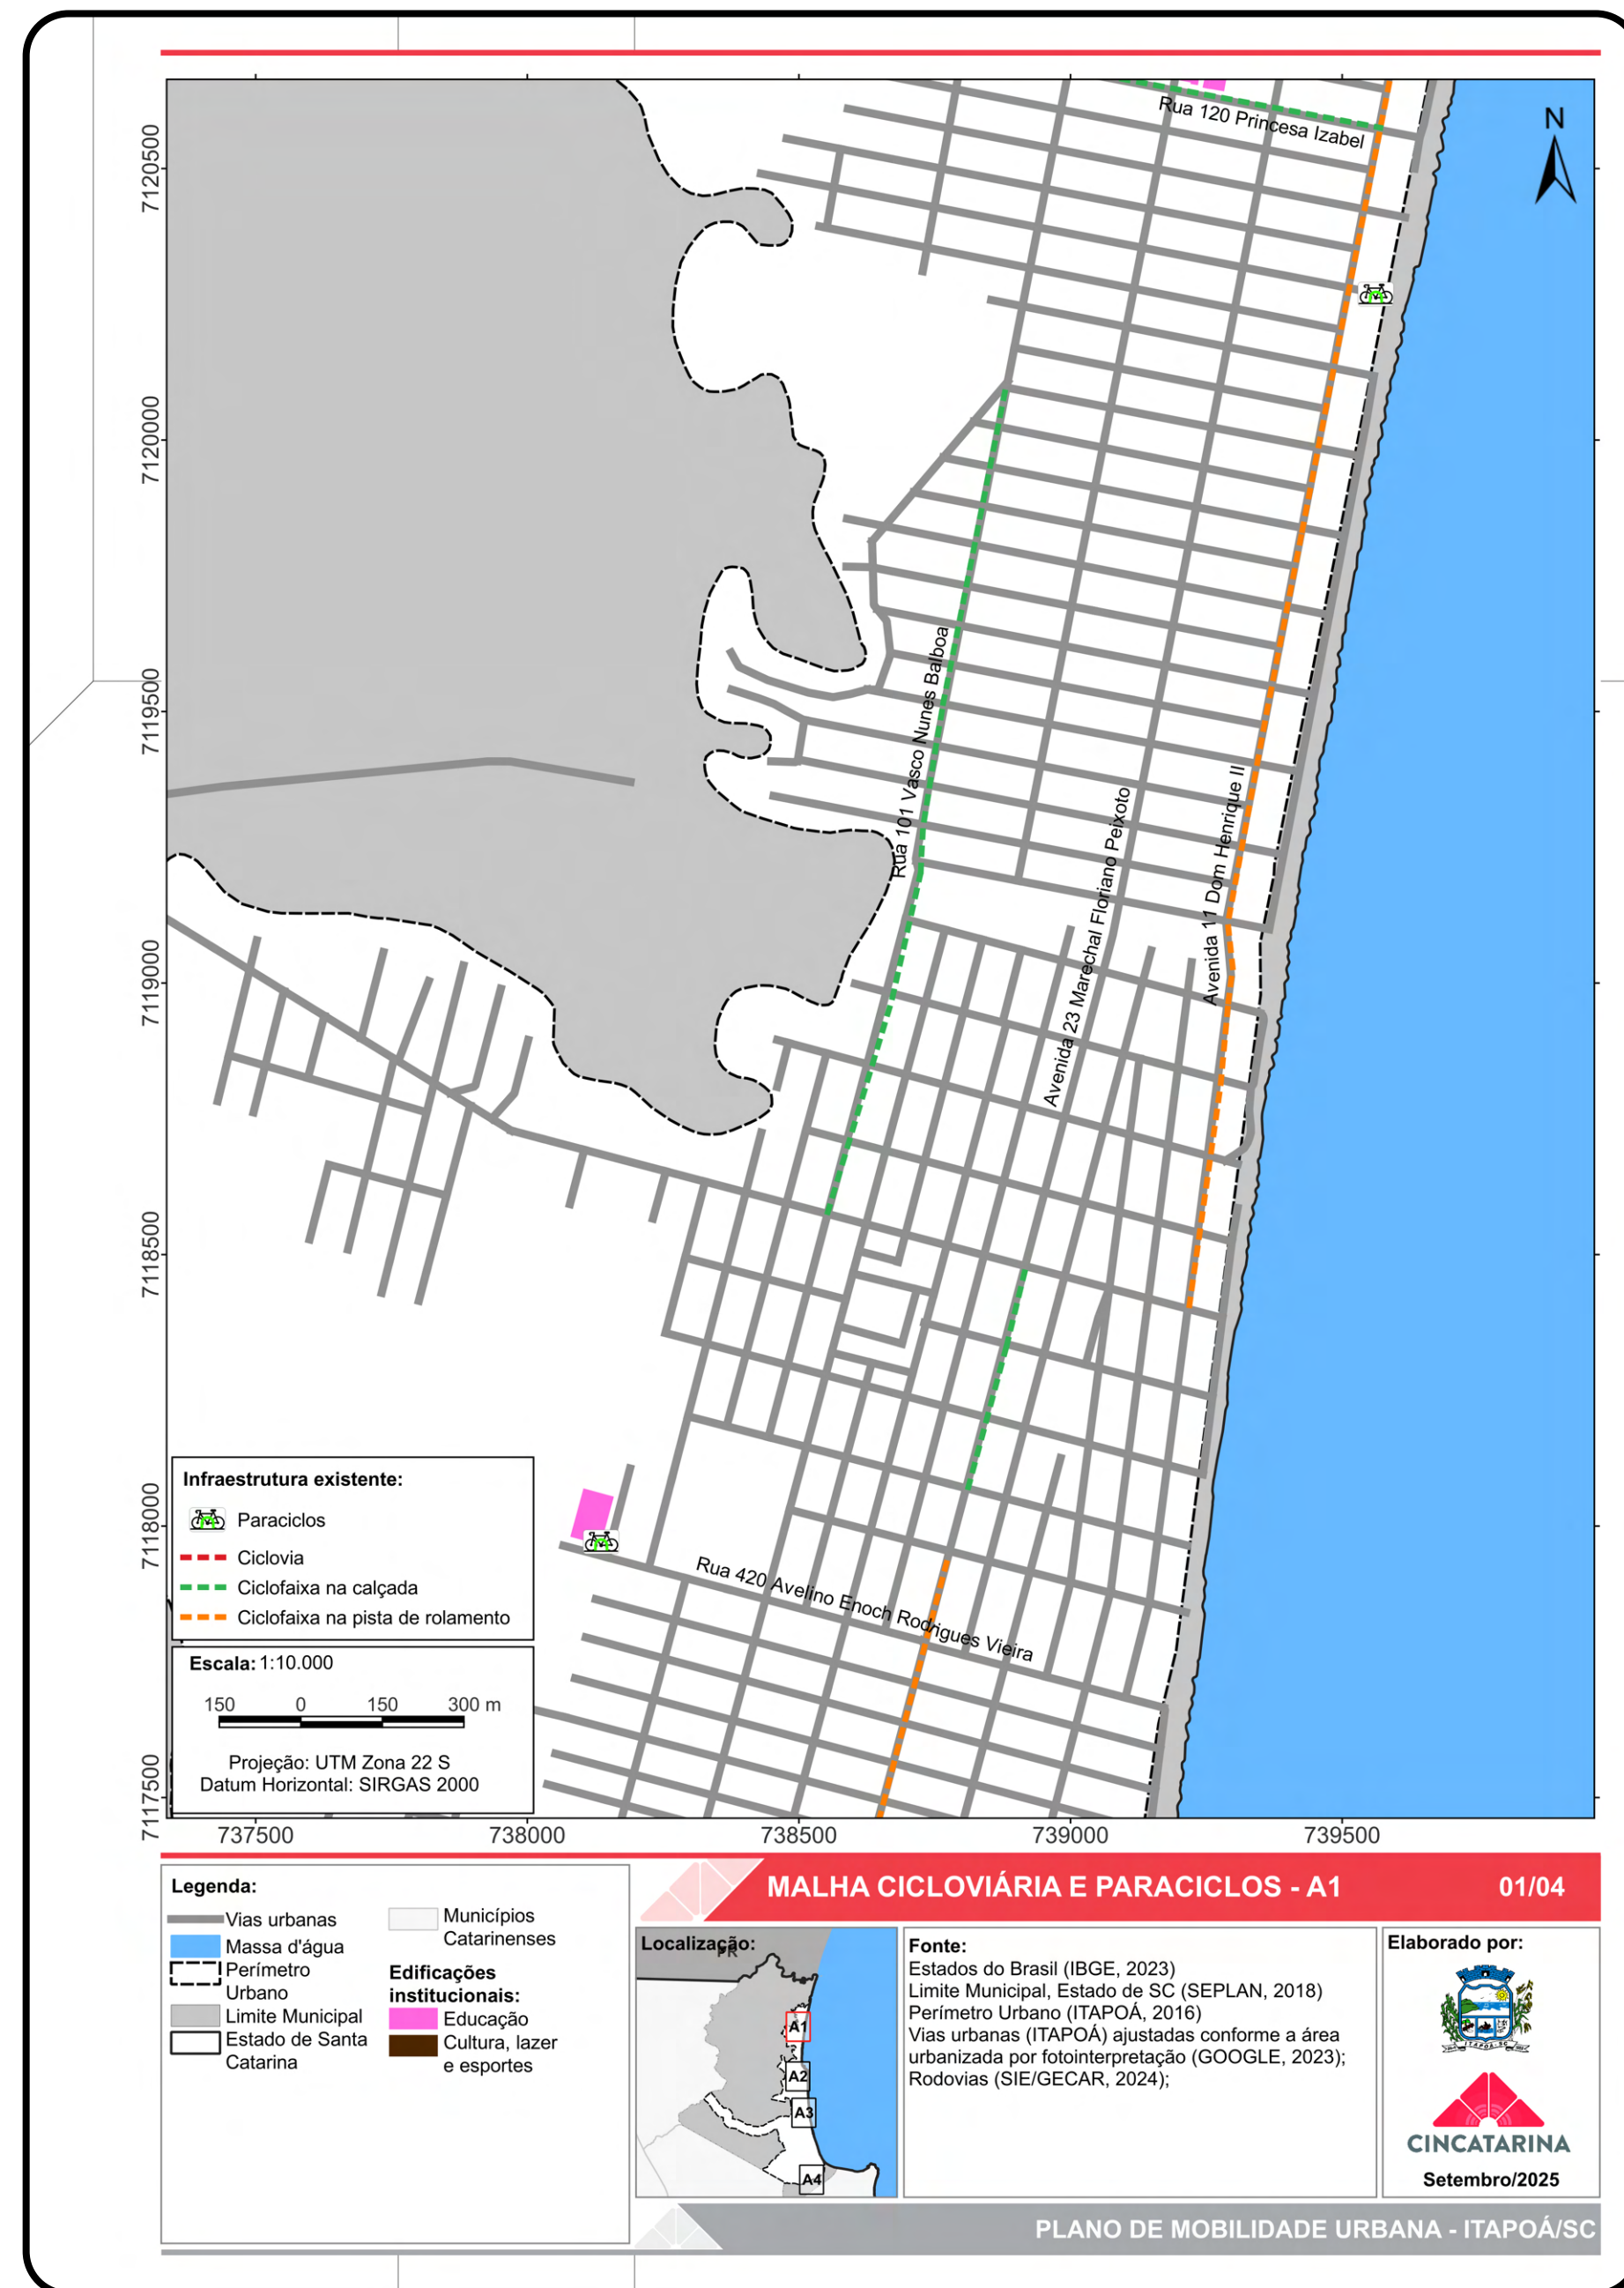 Rua 120 Princesa Izabel
N
7120500
7120000
7119500
7119000
7118500
7118000
7117500
Rua 101 Vasco Nunes Balboa
Avenida 23 Marechal Floriano Peixoto
Avenida 11 Dom Henrique II
Rua 420 Avelino Enoch Rodrigues Vieira
Infraestrutura existente:
Paraciclos
Ciclovia
Ciclofaixa na calçada
Ciclofaixa na pista de rolamento
Escala: 1:10.000
150 0 150 300 m
Projeção: UTM Zona 22 S
Datum Horizontal: SIRGAS 2000
737500 738000 738500 739000 739500
MALHA CICLOVIÁRIA E PARACICLOS - A1 01/04
Legenda:
Vias urbanas
Massa d'água
Perímetro
Urbano
Limite Municipal
Estado de Santa
Catarina
Municípios
Catarinenses
Edificações
institucionais:
Educação
Cultura, lazer
e esportes
Localização:
PR
A1
A2
A3
A4
Fonte:
Estados do Brasil (IBGE, 2023)
Limite Municipal, Estado de SC (SEPLAN, 2018)
Perímetro Urbano (ITAPOÁ, 2016)
Vias urbanas (ITAPOÁ) ajustadas conforme a área
urbanizada por fotointerpretação (GOOGLE, 2023);
Rodovias (SIE/GECAR, 2024);
Elaborado por:
ITAPOÁ-SC
CINCATARINA
Setembro/2025
PLANO DE MOBILIDADE URBANA - ITAPOÁ/SC